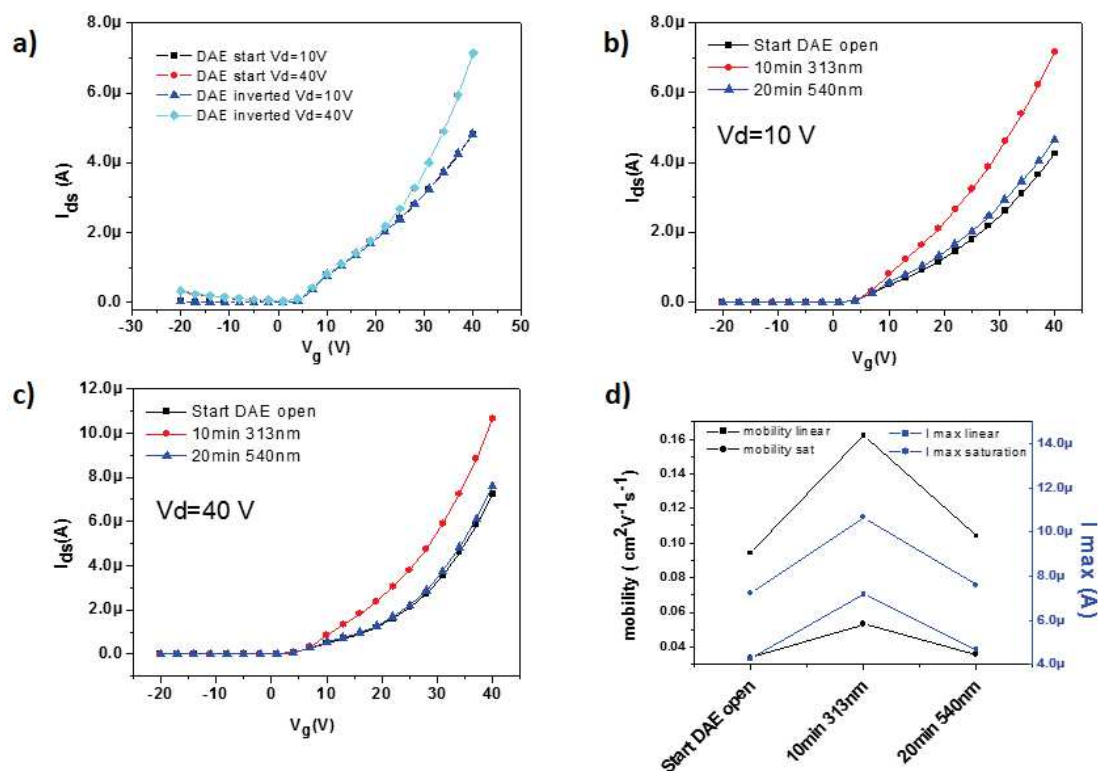 a)
8.0µ
6.0µ
4.0µ
2.0µ
0.0
I_ds (A)
DAE start Vd=10V
DAE start Vd=40V
DAE inverted Vd=10V
DAE inverted Vd=40V
-30 -20 -10 0 10 20 30 40 50
V_g (V)
b)
8.0µ
6.0µ
4.0µ
2.0µ
0.0
I_ds (A)
Start DAE open
10min 313nm
20min 540nm
Vd=10 V
-20 -10 0 10 20 30 40
V_g(V)
c)
12.0µ
10.0µ
8.0µ
6.0µ
4.0µ
2.0µ
0.0
I_ds(A)
Start DAE open
10min 313nm
20min 540nm
Vd=40 V
-20 -10 0 10 20 30 40
V_g(V)
d)
0.16
0.14
0.12
0.10
0.08
0.06
0.04
mobility ( cm²V⁻¹s⁻¹)
mobility linear
mobility sat
I max linear
I max saturation
14.0µ
12.0µ
10.0µ
8.0µ
6.0µ
4.0µ
I max (A)
Start DAE open
10min 313nm
20min 540nm